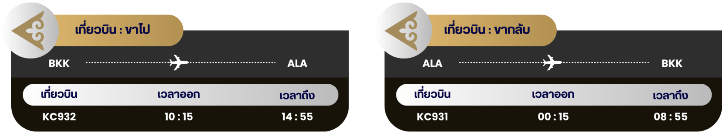 เที่ยวบิน : ขาไป
BKK ALA
เที่ยวบิน เวลาออก เวลาถึง
KC932 10 : 15 14 : 55
เที่ยวบิน : ขากลับ
ALA BKK
เที่ยวบิน เวลาออก เวลาถึง
KC931 00 : 15 08 : 55